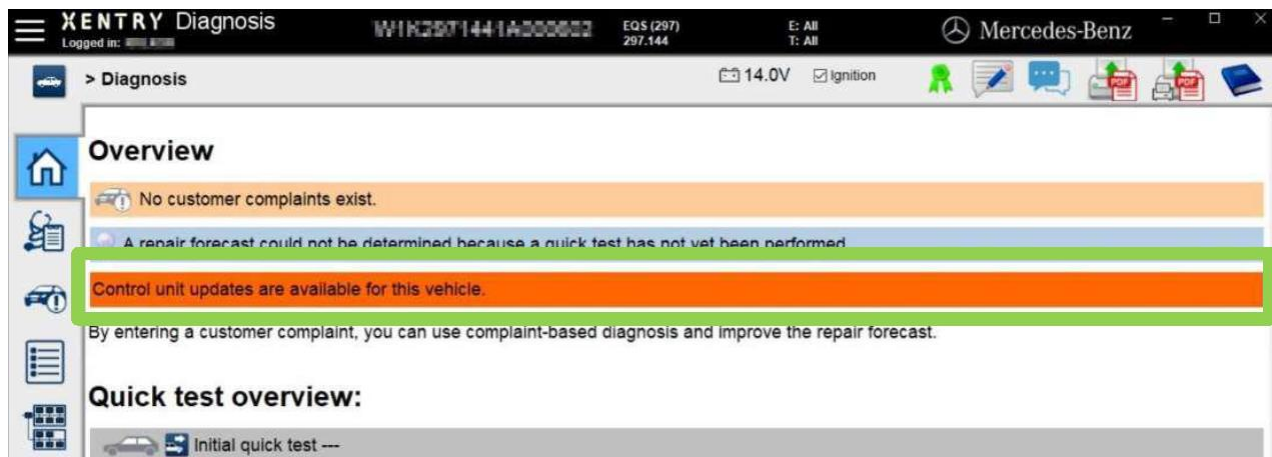 XENTRY Diagnosis
Logged in:
EQS (297)
297.144
E: All
T: All
Mercedes-Benz
> Diagnosis
14.0V
Ignition
PDF
PDF
Overview
No customer complaints exist.
A repair forecast could not be determined because a quick test has not yet been performed
Control unit updates are available for this vehicle.
By entering a customer complaint, you can use complaint-based diagnosis and improve the repair forecast.
Quick test overview:
Initial quick test ---